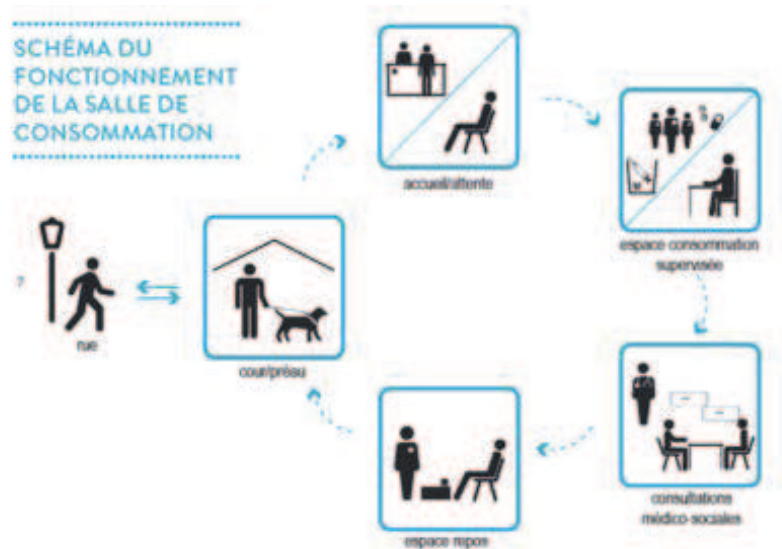 SCHÉMA DU
FONCTIONNEMENT
DE LA SALLE DE
CONSOMMATION
accueil/attente
espace consommation
supervisée
?
rue
cour/préau
consultations
médico-sociales
espace repos